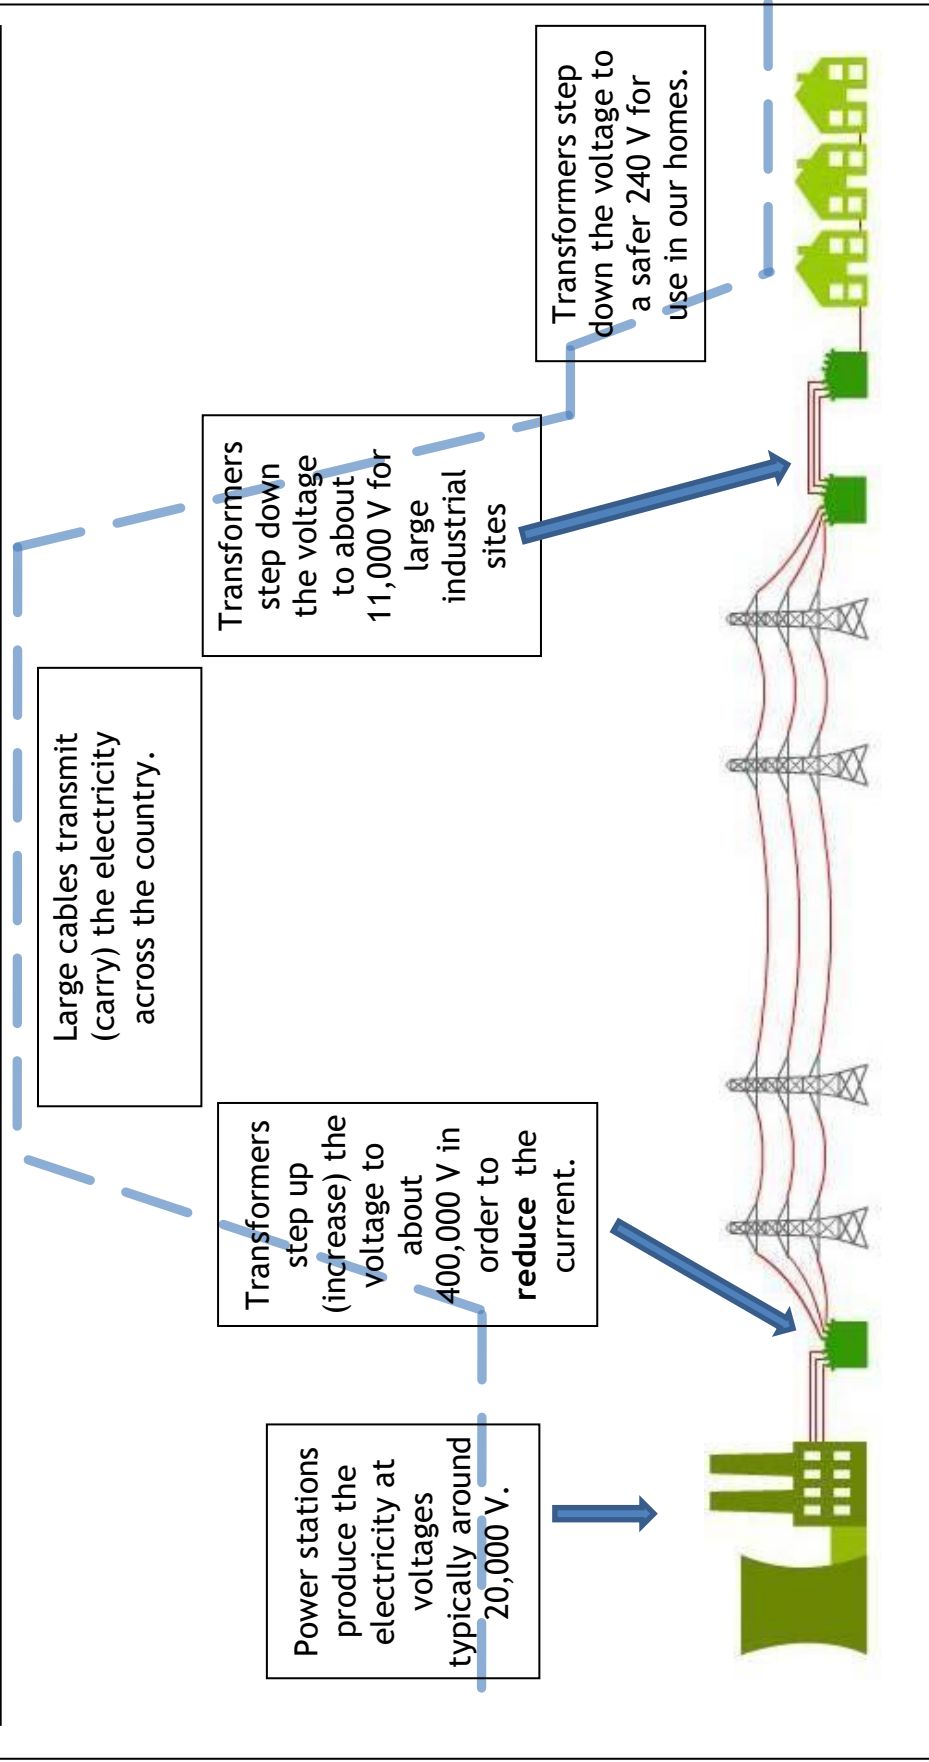 Power stations
produce the
electricity at
voltages
typically around
20,000 V.
Transformers
step up
(increase) the
voltage to
about
400,000 V in
order to
reduce the
current.
Large cables transmit
(carry) the electricity
across the country.
Transformers
step down
the voltage
to about
11,000 V for
large
industrial
sites
Transformers step
down the voltage to
a safer 240 V for
use in our homes.